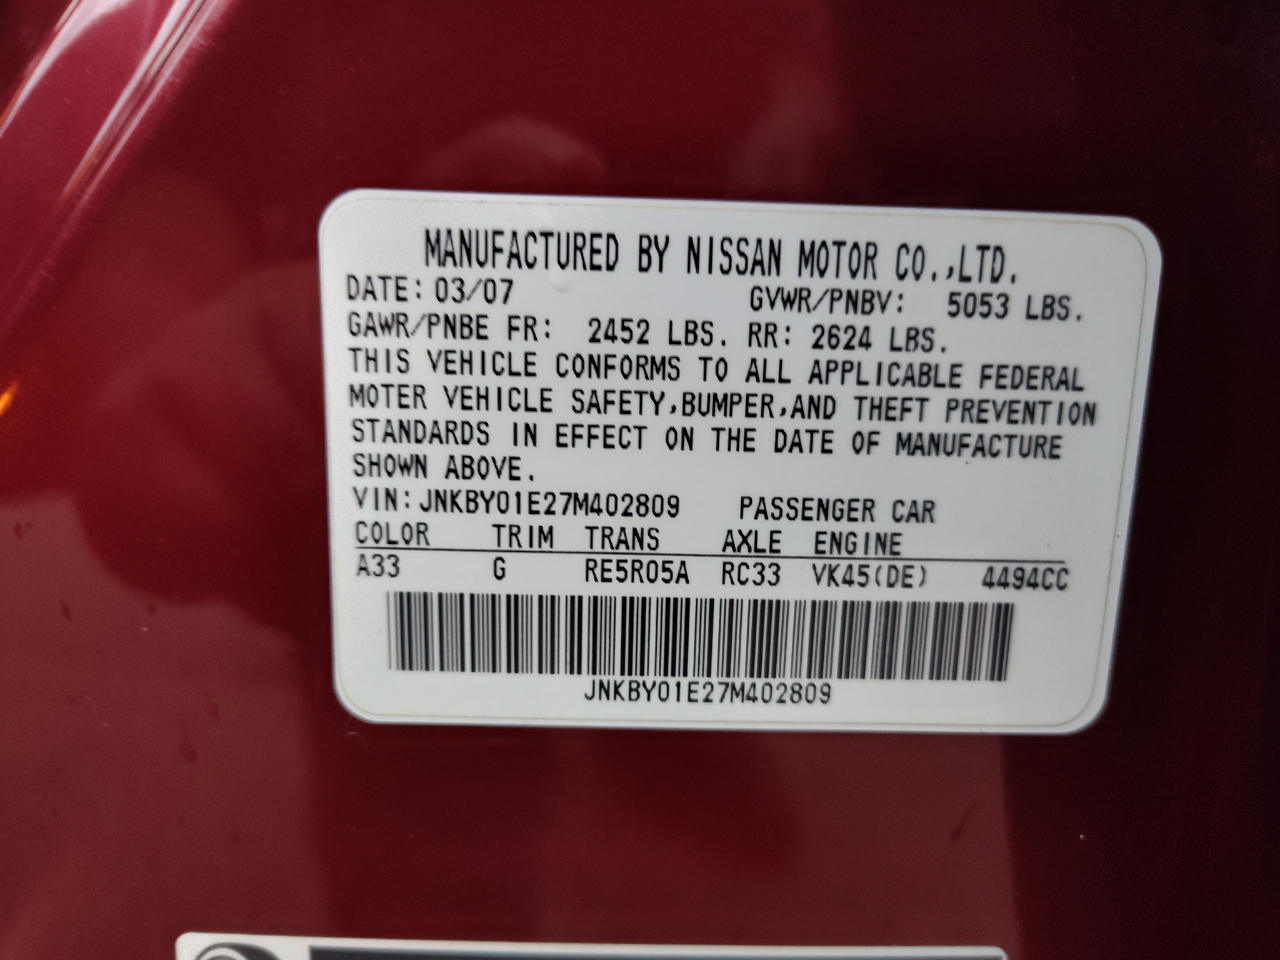 MANUFACTURED BY NISSAN MOTOR CO.,LTD.
DATE: 03/07 GVWR/PNBV: 5053 LBS.
GAWR/PNBE FR: 2452 LBS. RR: 2624 LBS.
THIS VEHICLE CONFORMS TO ALL APPLICABLE FEDERAL
MOTER VEHICLE SAFETY,BUMPER,AND THEFT PREVENTION
STANDARDS IN EFFECT ON THE DATE OF MANUFACTURE
SHOWN ABOVE.
VIN: JNKBY01E27M402809 PASSENGER CAR
COLOR TRIM TRANS AXLE ENGINE
A33 G RE5R05A RC33 VK45(DE) 4494CC
JNKBY01E27M402809